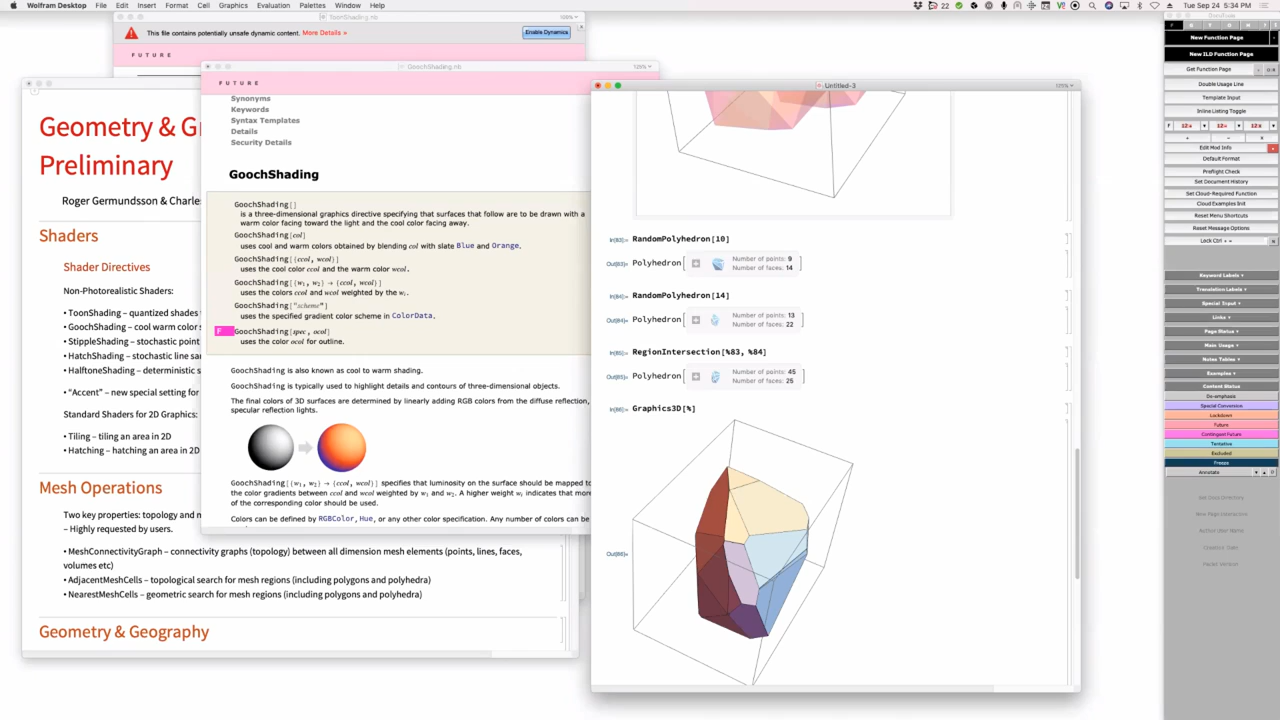 Wolfram Desktop File Edit Insert Format Cell Graphics Evaluation Palettes Window Help 22 Tue Sep 24 5:34 PM
ToonShading.nb 100%
This file contains potentially unsafe dynamic content. More Details » Enable Dynamics
FUTURE
Geometry & G
Preliminary
Roger Germundsson & Charle
Shaders
Shader Directives
Non-Photorealistic Shaders:
• ToonShading – quantized shades
• GoochShading – cool warm color s
• StippleShading – stochastic point
• HatchShading – stochastic line sa
• HalftoneShading – deterministic s
• "Accent" – new special setting for
Standard Shaders for 2D Graphics:
• Tiling – tiling an area in 2D
• Hatching – hatching an area in 2D
Mesh Operations
Two key properties: topology and m
– Highly requested by users.
• MeshConnectivityGraph – connectivity graphs (topology) between all dimension mesh elements (points, lines, faces,
volumes etc)
• AdjacentMeshCells – topological search for mesh regions (including polygons and polyhedra)
• NearestMeshCells – geometric search for mesh regions (including polygons and polyhedra)
Geometry & Geography
GoochShading.nb 125%
FUTURE
Synonyms
Keywords
Syntax Templates
Details
Security Details
GoochShading
GoochShading[]
is a three-dimensional graphics directive specifying that surfaces that follow are to be drawn with a
warm color facing toward the light and the cool color facing away.
GoochShading[col]
uses cool and warm colors obtained by blending col with slate Blue and Orange.
GoochShading[{ccol, wcol}]
uses the cool color ccol and the warm color wcol.
GoochShading[{w1, w2} → {ccol, wcol}]
uses the colors ccol and wcol weighted by the wi.
GoochShading["scheme"]
uses the specified gradient color scheme in ColorData.
F GoochShading[spec, ocol]
uses the color ocol for outline.
GoochShading is also known as cool to warm shading.
GoochShading is typically used to highlight details and contours of three-dimensional objects.
The final colors of 3D surfaces are determined by linearly adding RGB colors from the diffuse reflection,
specular reflection lights.
GoochShading[{w1, w2} → {ccol, wcol}] specifies that luminosity on the surface should be mapped to
the color gradients between ccol and wcol weighted by w1 and w2. A higher weight wi indicates that more
of the corresponding color should be used.
Colors can be defined by RGBColor, Hue, or any other color specification. Any number of colors can be
Untitled-3 125%
In[83]:= RandomPolyhedron[10]
Out[83]= Polyhedron[ Number of points: 9
Number of faces: 14 ]
In[84]:= RandomPolyhedron[14]
Out[84]= Polyhedron[ Number of points: 13
Number of faces: 22 ]
In[85]:= RegionIntersection[%83, %84]
Out[85]= Polyhedron[ Number of points: 45
Number of faces: 25 ]
In[86]:= Graphics3D[%]
Out[86]=
New Function Page
New ILD Function Page
Get Function Page
Double Usage Line
Template Input
Inline Listing Toggle
Edit Mod Info
Default Format
Preflight Check
Set Document History
Set Cloud-Required Function
Cloud Examples Init
Reset Menu Shortcuts
Reset Message Options
Lock Ctrl + =
Keyword Labels
Translation Labels
Special Input
Links
Page Status
Main Usage
Notes Tables
Examples
Content Status
De-emphasis
Special Conversion
Lockdown
Future
Contingent Future
Tentative
Excluded
Freeze
Annotate